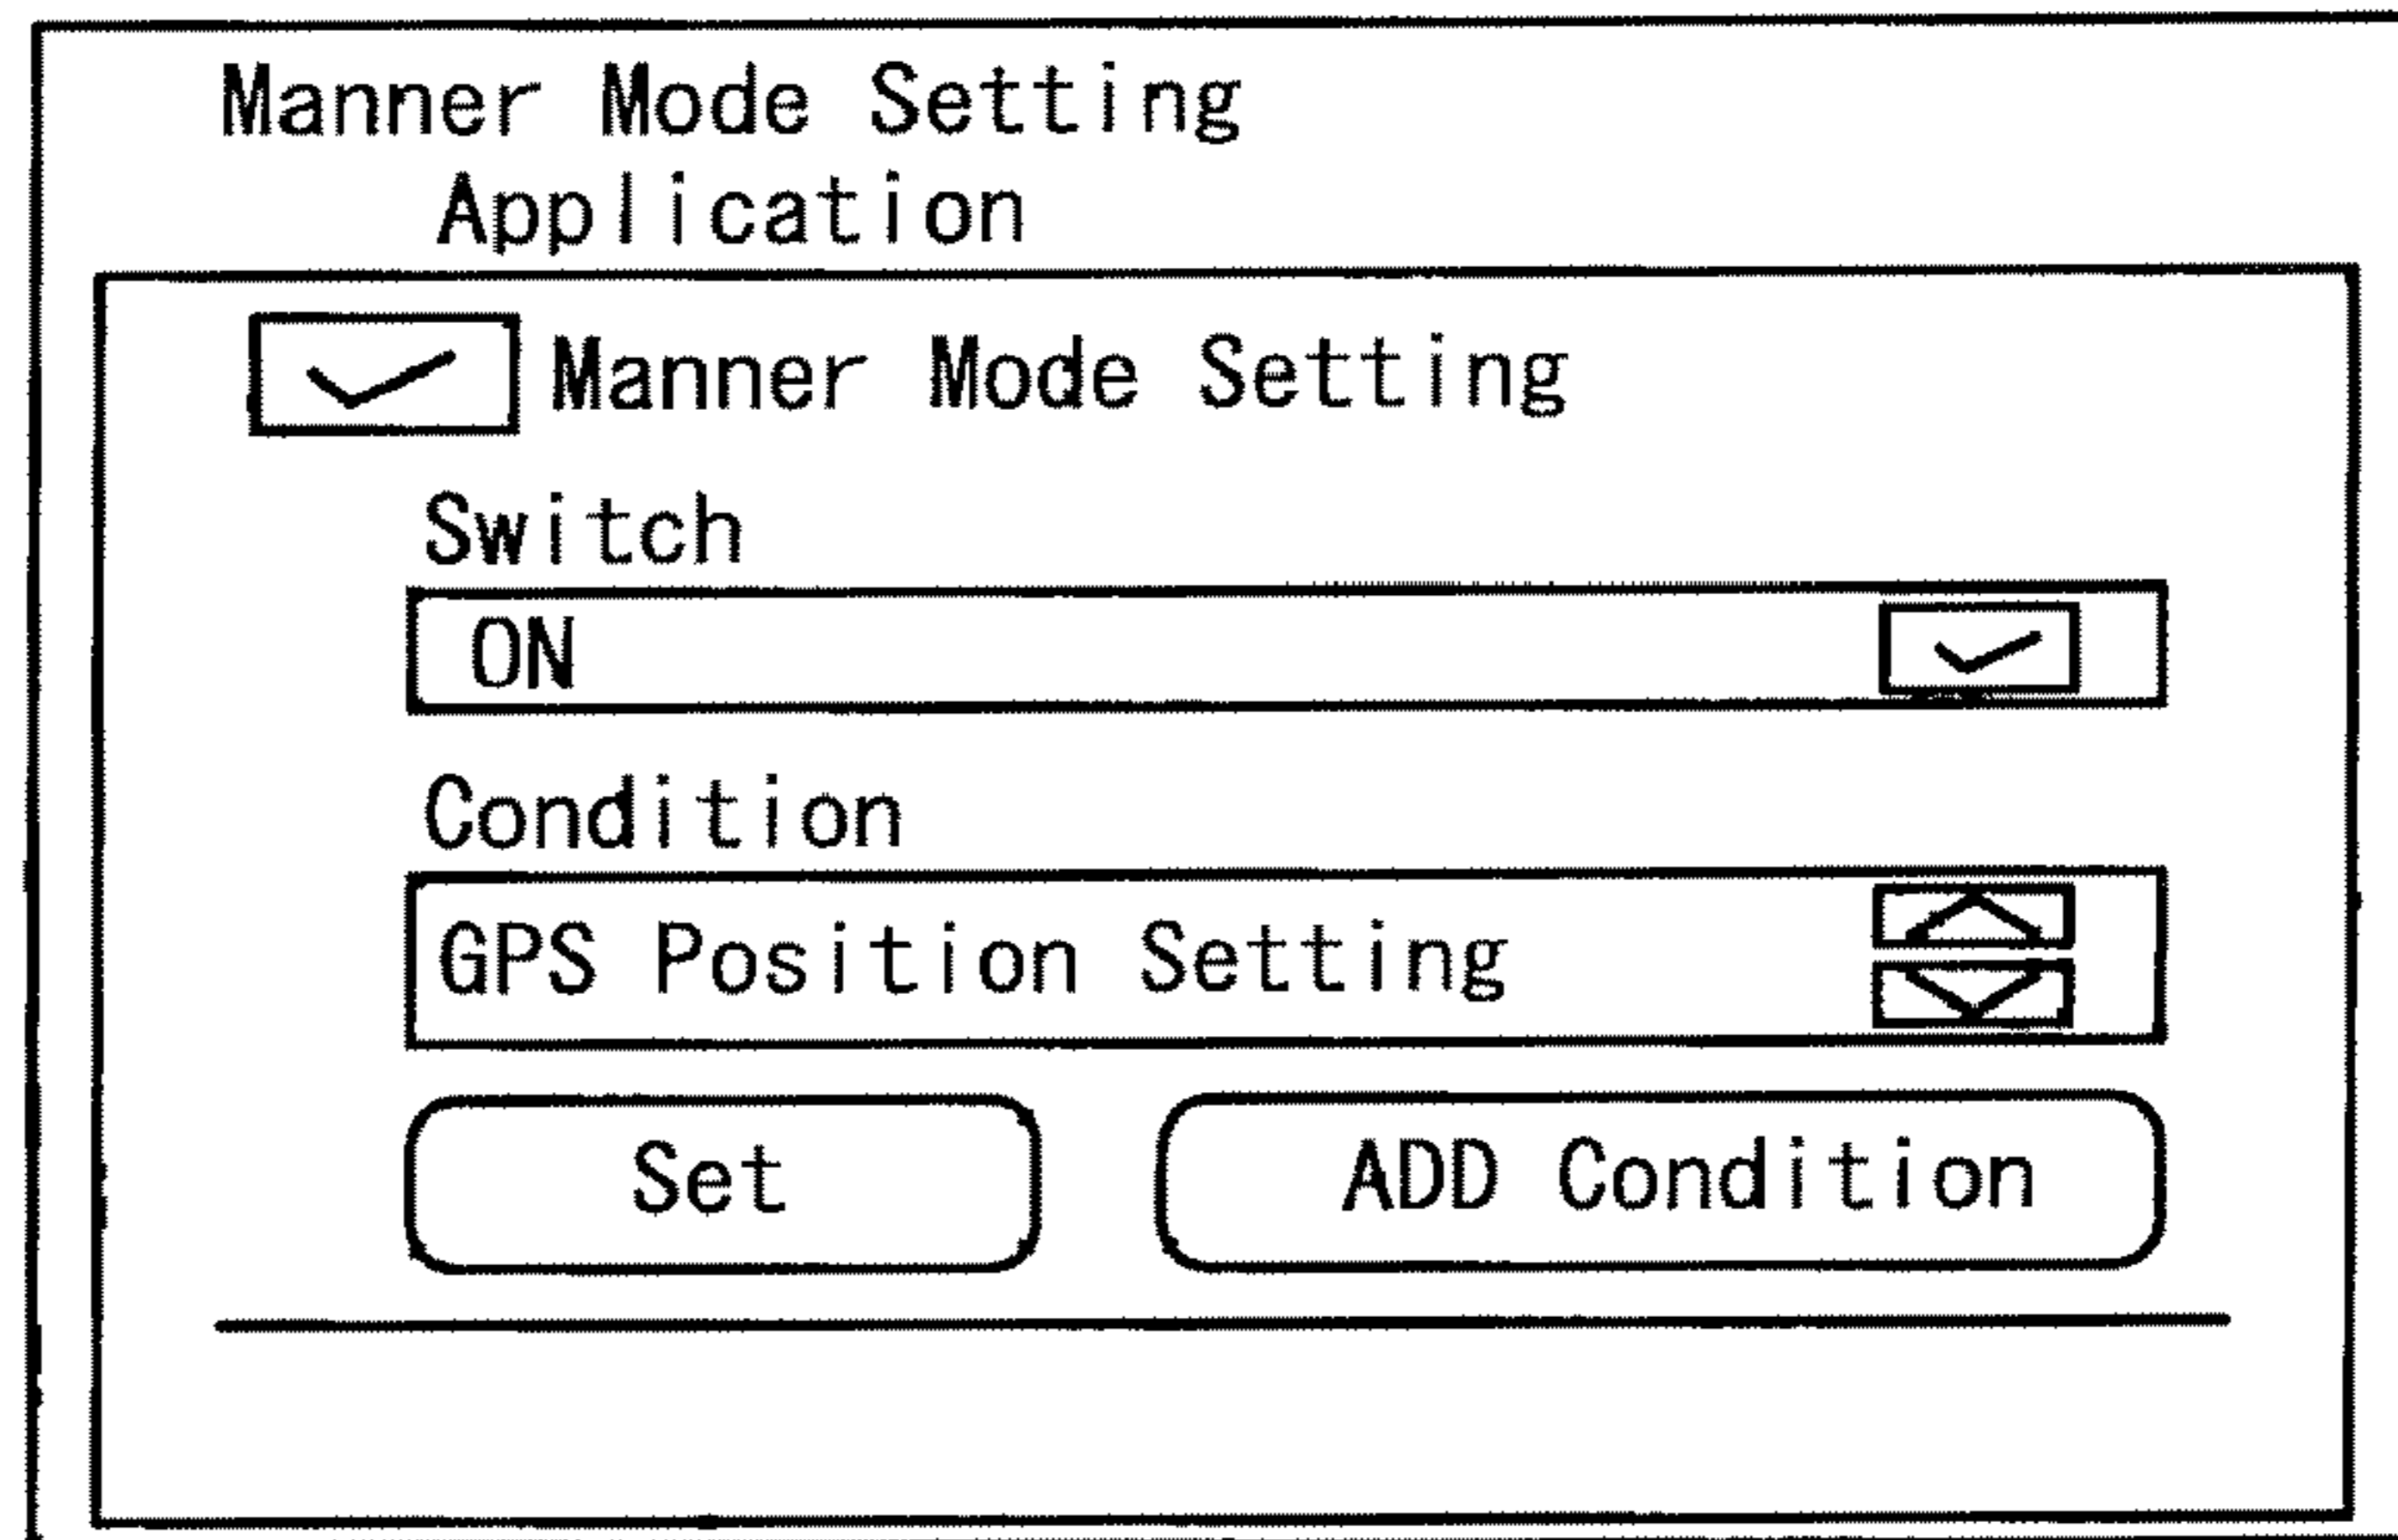 Manner Mode Setting
Application
Manner Mode Setting
Switch
ON
Condition
GPS Position Setting
Set
ADD Condition